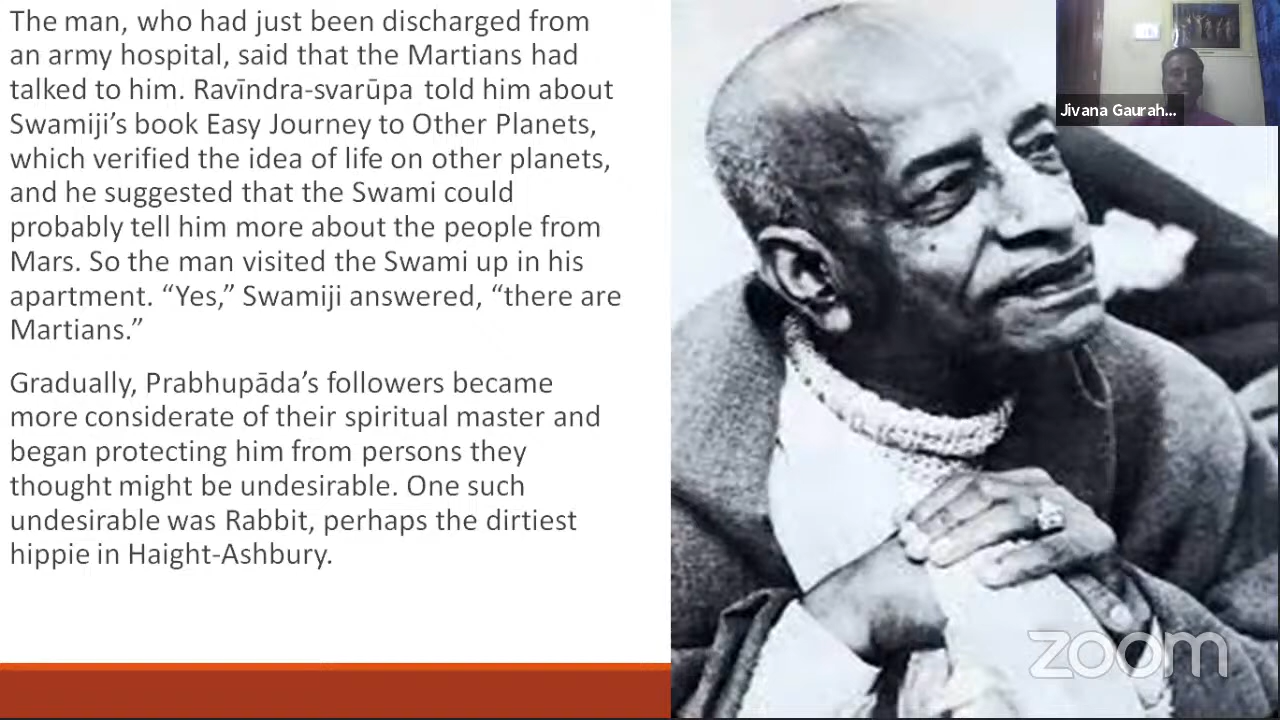 The man, who had just been discharged from
an army hospital, said that the Martians had
talked to him. Ravīndra-svarūpa told him about
Swamiji’s book Easy Journey to Other Planets,
which verified the idea of life on other planets,
and he suggested that the Swami could
probably tell him more about the people from
Mars. So the man visited the Swami up in his
apartment. “Yes,” Swamiji answered, “there are
Martians.”
Gradually, Prabhupāda’s followers became
more considerate of their spiritual master and
began protecting him from persons they
thought might be undesirable. One such
undesirable was Rabbit, perhaps the dirtiest
hippie in Haight-Ashbury.
Jivana Gaurah...
zoom